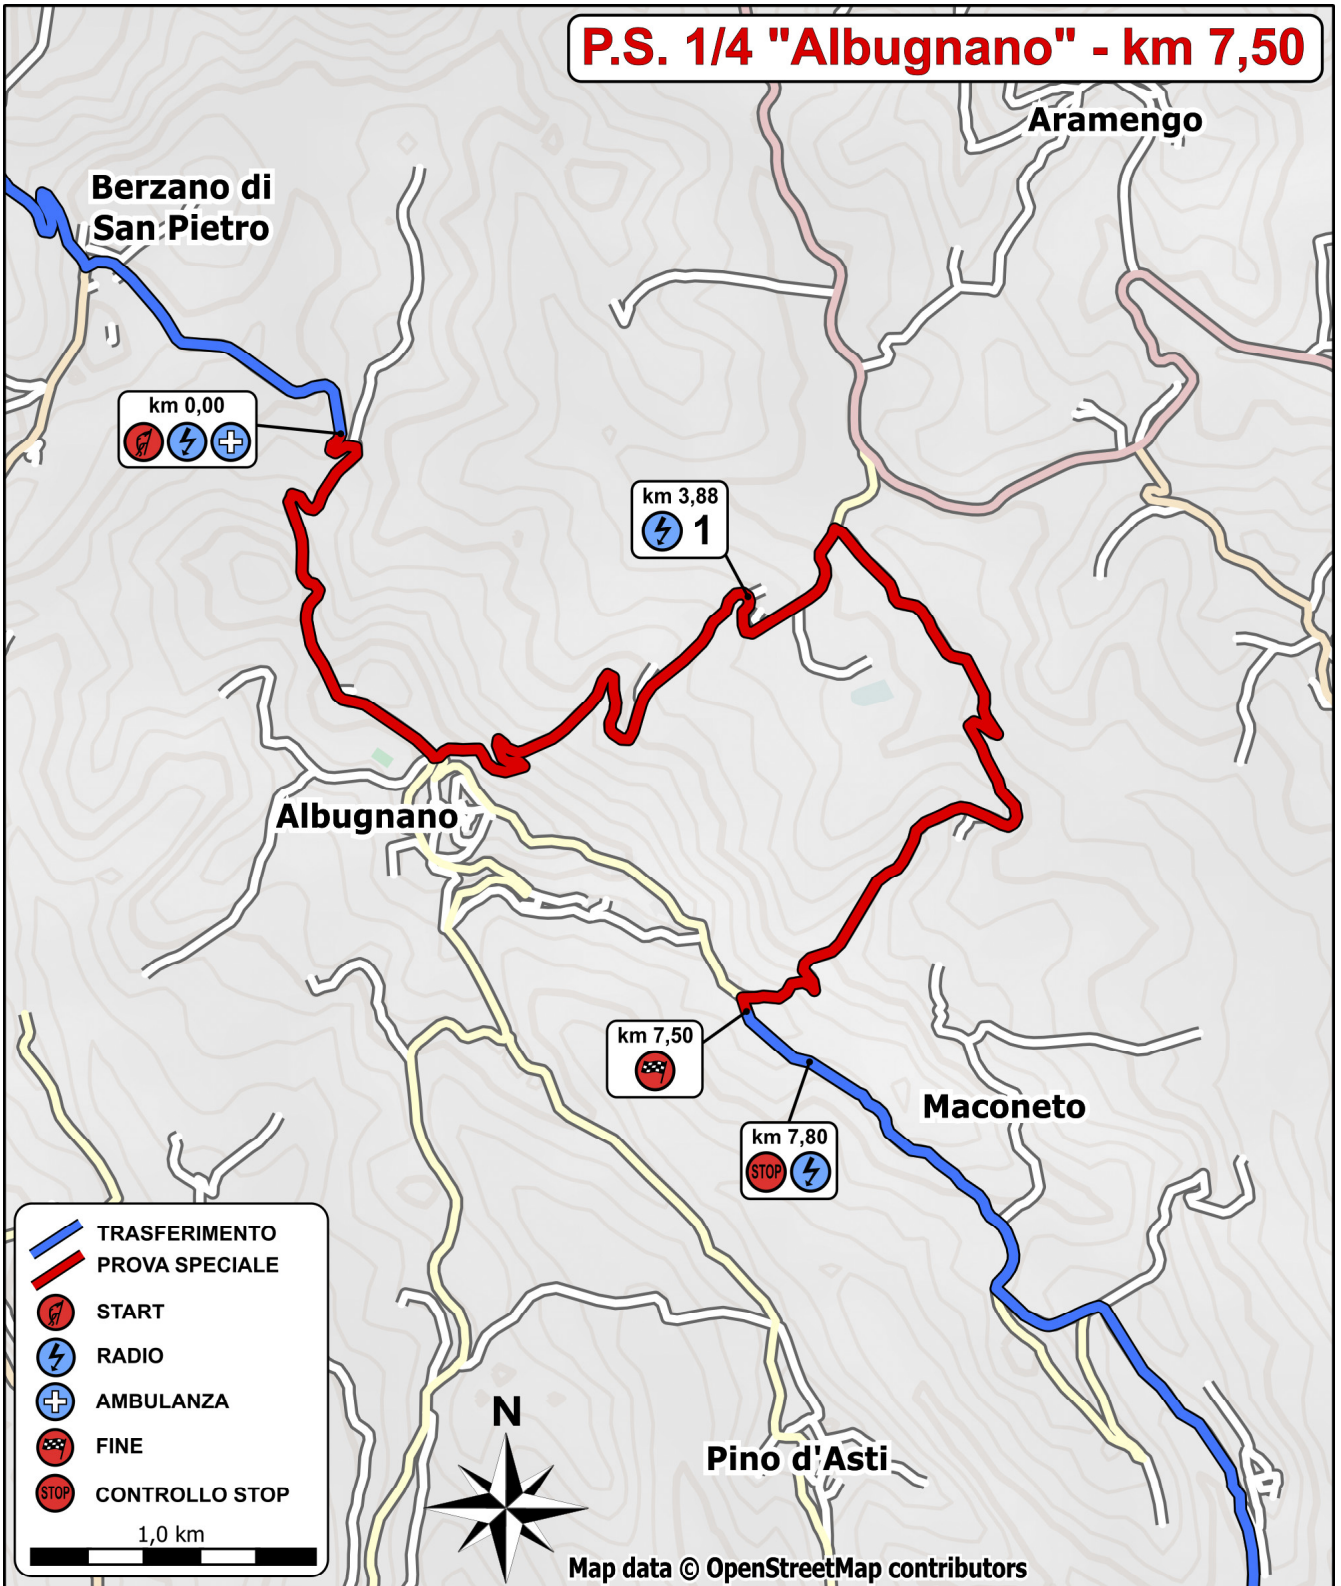 P.S. 1/4 "Albugnano" - km 7,50
Aramengo
Berzano di
San Pietro
km 0,00
km 3,88
1
Albugnano
km 7,50
Maconeto
km 7,80
STOP
TRASFERIMENTO
PROVA SPECIALE
START
RADIO
AMBULANZA
FINE
STOP
CONTROLLO STOP
1,0 km
N
Pino d'Asti
Map data © OpenStreetMap contributors